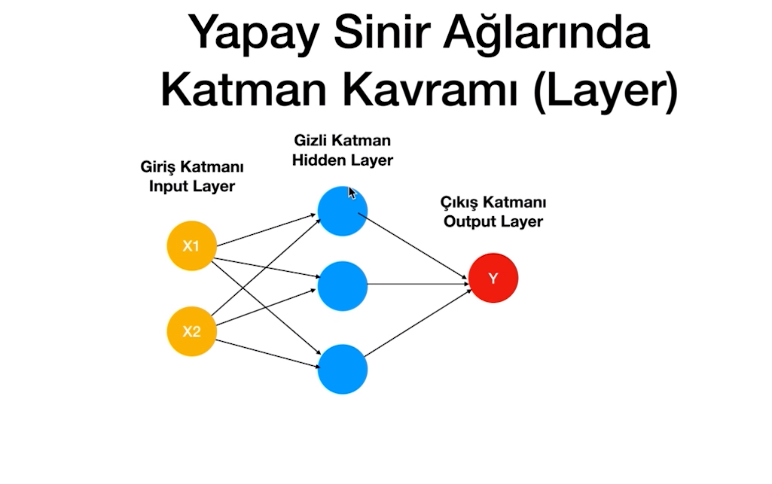 Yapay Sinir Ağlarında
Katman Kavramı (Layer)
Gizli Katman
Hidden Layer
Giriş Katmanı
Input Layer
Çıkış Katmanı
Output Layer
X1
Y
X2